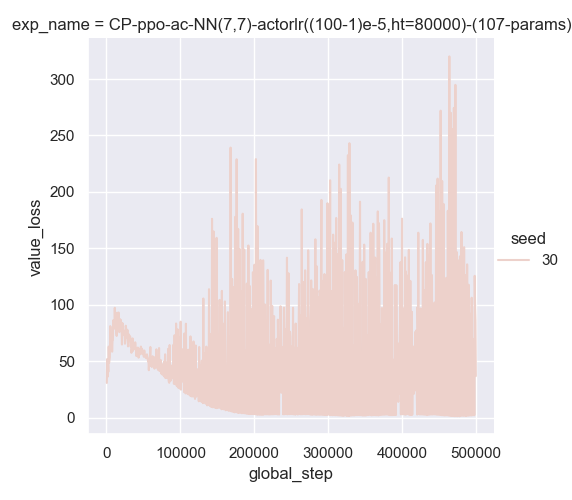 exp_name = CP-ppo-ac-NN(7,7)-actorlr((100-1)e-5,ht=80000)-(107-params)
300
250
200
150
100
50
0
value_loss
0 100000 200000 300000 400000 500000
global_step
seed
30